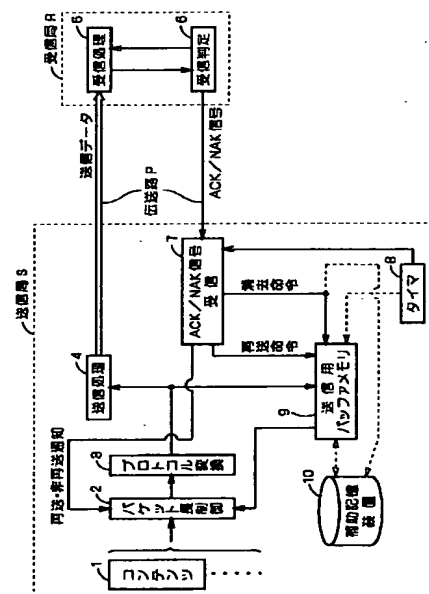 受信局R
5
受信処理
6
受信判定
送信データ
伝送路P
ACK/NAK信号
送信局S
4
送信処理
7
ACK/NAK信号
受信
再送・非再送通知
再送命令
消去命令
8
タイマ
9
送信用
バッファメモリ
10
補助記憶
装置
3
プロトコル変換
2
パケット長制御
1
コンテンツ